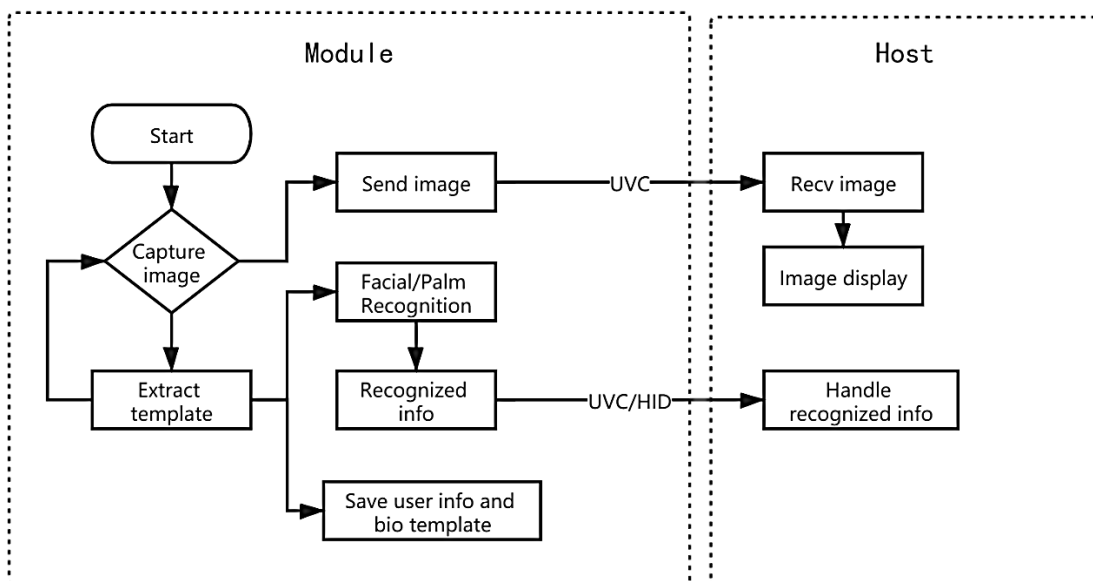 Module
Host
Start
Send image
UVC
Recv image
Capture
image
Facial/Palm
Recognition
Image display
Extract
template
Recognized
info
UVC/HID
Handle
recognized info
Save user info and
bio template